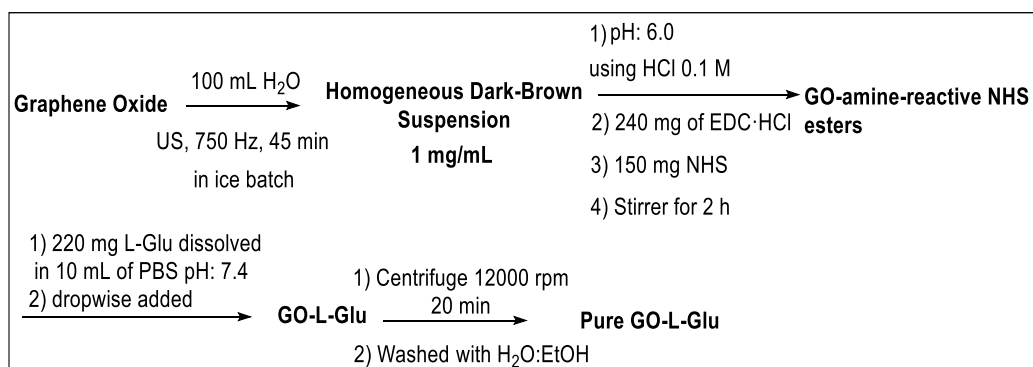 Graphene Oxide
100 mL H₂O
US, 750 Hz, 45 min
in ice batch
Homogeneous Dark-Brown
Suspension
1 mg/mL
1) pH: 6.0
using HCl 0.1 M
2) 240 mg of EDC·HCl
3) 150 mg NHS
4) Stirrer for 2 h
GO-amine-reactive NHS
esters
1) 220 mg L-Glu dissolved
in 10 mL of PBS pH: 7.4
2) dropwise added
GO-L-Glu
1) Centrifuge 12000 rpm
20 min
2) Washed with H₂O:EtOH
Pure GO-L-Glu